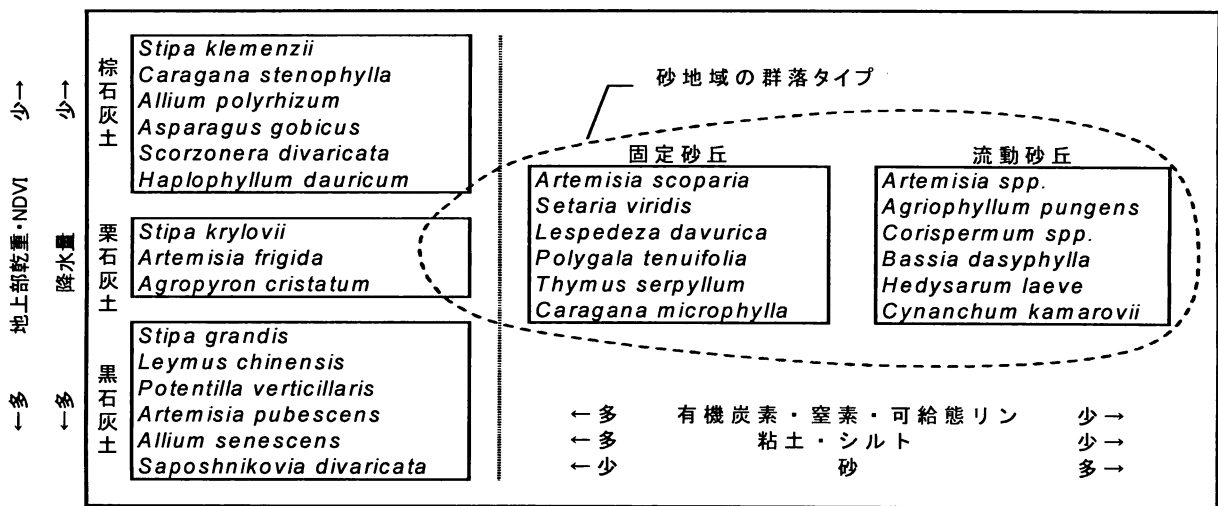 少→
地上部乾重・NDVI
←多
少→
降水量
←多
棕石灰土
Stipa klemenzii
Caragana stenophylla
Allium polyrhizum
Asparagus gobicus
Scorzonera divaricata
Haplophyllum dauricum
栗石灰土
Stipa krylovii
Artemisia frigida
Agropyron cristatum
黒石灰土
Stipa grandis
Leymus chinensis
Potentilla verticillaris
Artemisia pubescens
Allium senescens
Saposhnikovia divaricata
砂地域の群落タイプ
固定砂丘
Artemisia scoparia
Setaria viridis
Lespedeza davurica
Polygala tenuifolia
Thymus serpyllum
Caragana microphylla
流動砂丘
Artemisia spp.
Agriophyllum pungens
Corispermum spp.
Bassia dasyphylla
Hedysarum laeve
Cynanchum kamarovii
←多 有機炭素・窒素・可給態リン 少→
←多 粘土・シルト 少→
←少 砂 多→